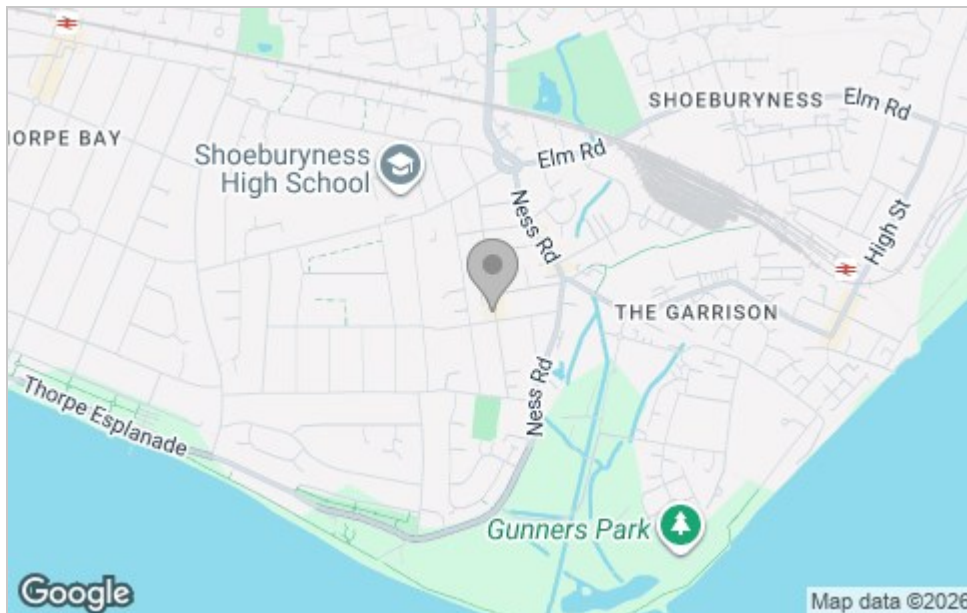 SHOEBURYNESS
Elm Rd
HORPE BAY
Shoeburyness
High School
Elm Rd
Ness Rd
High St
THE GARRISON
Thorpe Esplanade
Ness Rd
Gunners Park
Google
Map data ©2026